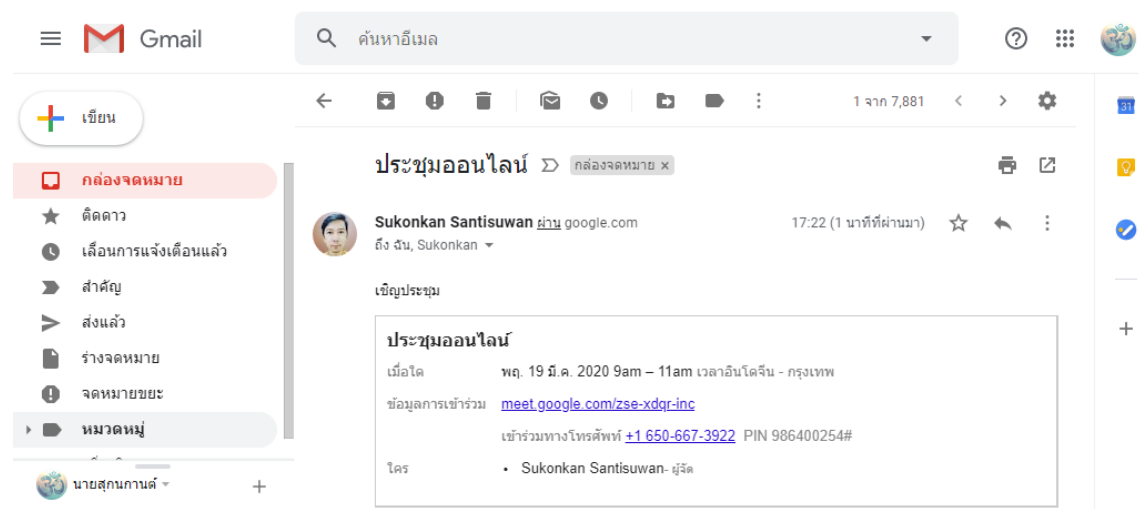 Gmail
ค้นหาอีเมล
เขียน
1 จาก 7,881
31
กล่องจดหมาย
ติดดาว
เลื่อนการแจ้งเตือนแล้ว
สำคัญ
ส่งแล้ว
ร่างจดหมาย
จดหมายขยะ
หมวดหมู่
นายสุกนกานต์
ประชุมออนไลน์ กล่องจดหมาย x
Sukonkan Santisuwan ผ่าน google.com 17:22 (1 นาทีที่ผ่านมา)
ถึง ฉัน, Sukonkan
เชิญประชุม
ประชุมออนไลน์
เมื่อใด พฤ. 19 มี.ค. 2020 9am – 11am เวลาอินโดจีน - กรุงเทพ
ข้อมูลการเข้าร่วม meet.google.com/zse-xdqr-inc
เข้าร่วมทางโทรศัพท์ +1 650-667-3922 PIN 986400254#
ใคร • Sukonkan Santisuwan- ผู้จัด